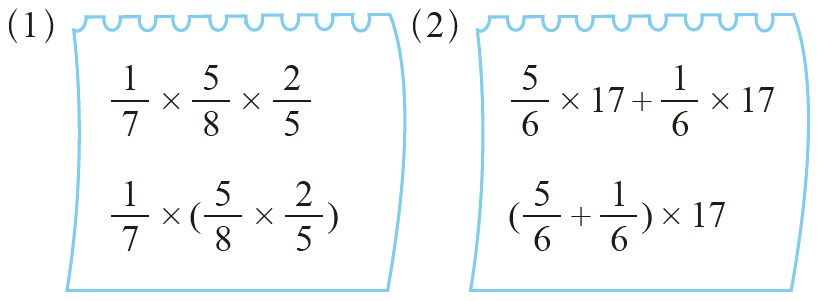 (1)
1/7 × 5/8 × 2/5
1/7 × (5/8 × 2/5)
(2)
5/6 × 17 + 1/6 × 17
(5/6 + 1/6) × 17